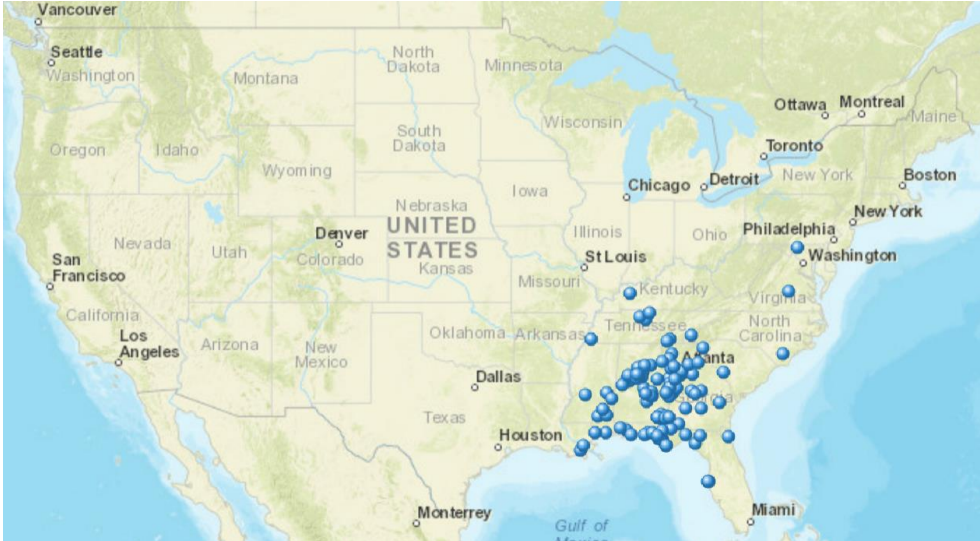 Vancouver
Seattle
Washington
Montana
North
Dakota
Minnesota
Ottawa
Montreal
Maine
Oregon
Idaho
South
Dakota
Wisconsin
Toronto
Wyoming
Iowa
Chicago
Detroit
New York
Boston
Nebraska
New York
Nevada
Utah
Denver
Colorado
UNITED
STATES
Kansas
Illinois
Ohio
Philadelphia
Washington
San
Francisco
St Louis
Missouri
Kentucky
Virginia
California
Los
Angeles
Arizona
New
Mexico
Oklahoma
Arkansas
Tennessee
North
Carolina
Atlanta
Dallas
Texas
Georgia
Houston
Monterrey
Gulf of
Miami